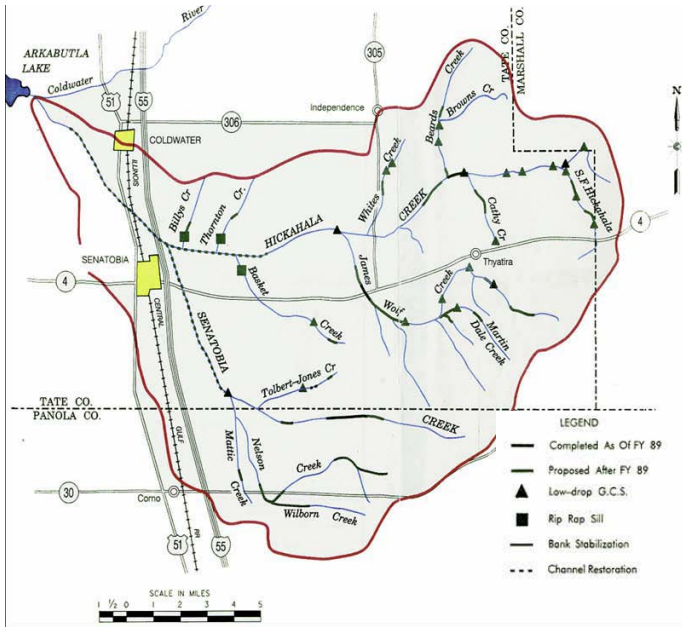 River
ARKABUTLA
LAKE
Coldwater
51
55
305
306
Independence
COLDWATER
TATE CO.
MARSHALL CO.
N
Creek
Browns Cr
Beards
Creek
Whites
CREEK
Cathy
Cr
S.F. Hickahala
4
Billys Cr
Thornton Cr.
HICKAHALA
Thyatira
SENATOBIA
4
Basket
Creek
James
Wolf
Creek
Martin
Dale Creek
SENATOBIA
Tolbert-Jones Cr
CREEK
TATE CO.
PANOLA CO.
Mattic
Creek
Nelson
Creek
Wilborn Creek
30
Como
51
55
CENTRAL
GULF
RR
LEGEND
Completed As Of FY 89
Proposed After FY 89
Low-drop G.C.S.
Rip Rap Sill
Bank Stabilization
Channel Restoration
SCALE IN MILES
1 ½ 0 1 2 3 4 5